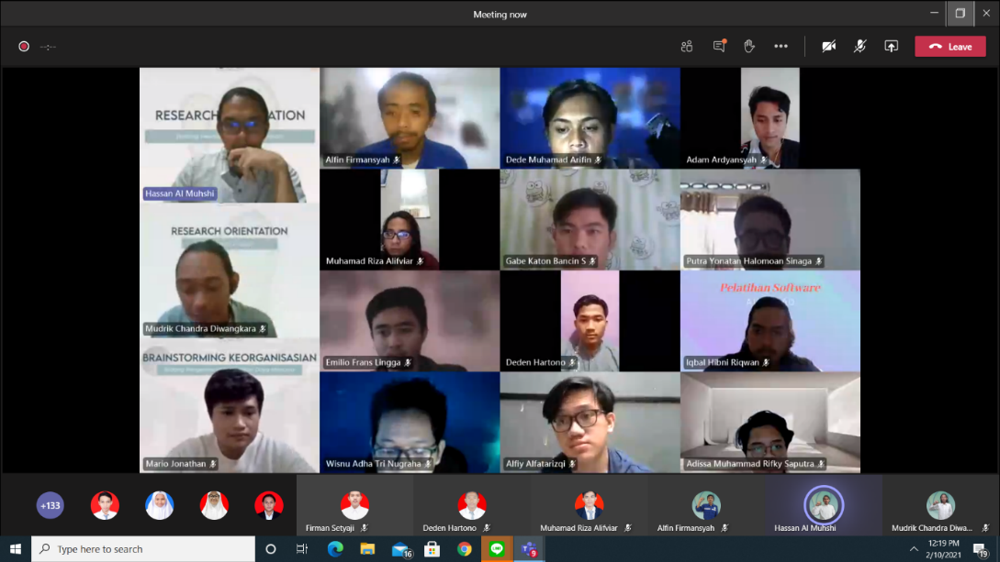 Meeting now
--:--
Leave
RESEARCH ORIENTATION
Hassan Al Muhshi
Alfin Firmansyah
Dede Muhamad Arifin
Adam Ardyansyah
RESEARCH ORIENTATION
Mudrik Chandra Diwangkara
Muhamad Riza Alifviar
Gabe Katon Bancin S
Putra Yonatan Halomoan Sinaga
Pelatihan Software
Emilio Frans Lingga
Deden Hartono
Iqbal Hibni Riqwan
BRAINSTORMING KEORGANISASIAN
Mario Jonathan
Wisnu Adha Tri Nugraha
Alfiy Alfatarizqi
Adissa Muhammad Rifky Saputra
+133
Firman Setyaji
Deden Hartono
Muhamad Riza Alifviar
Alfin Firmansyah
Hassan Al Muhshi
Mudrik Chandra Diwa...
Type here to search
16
9
12:19 PM
2/10/2021
19